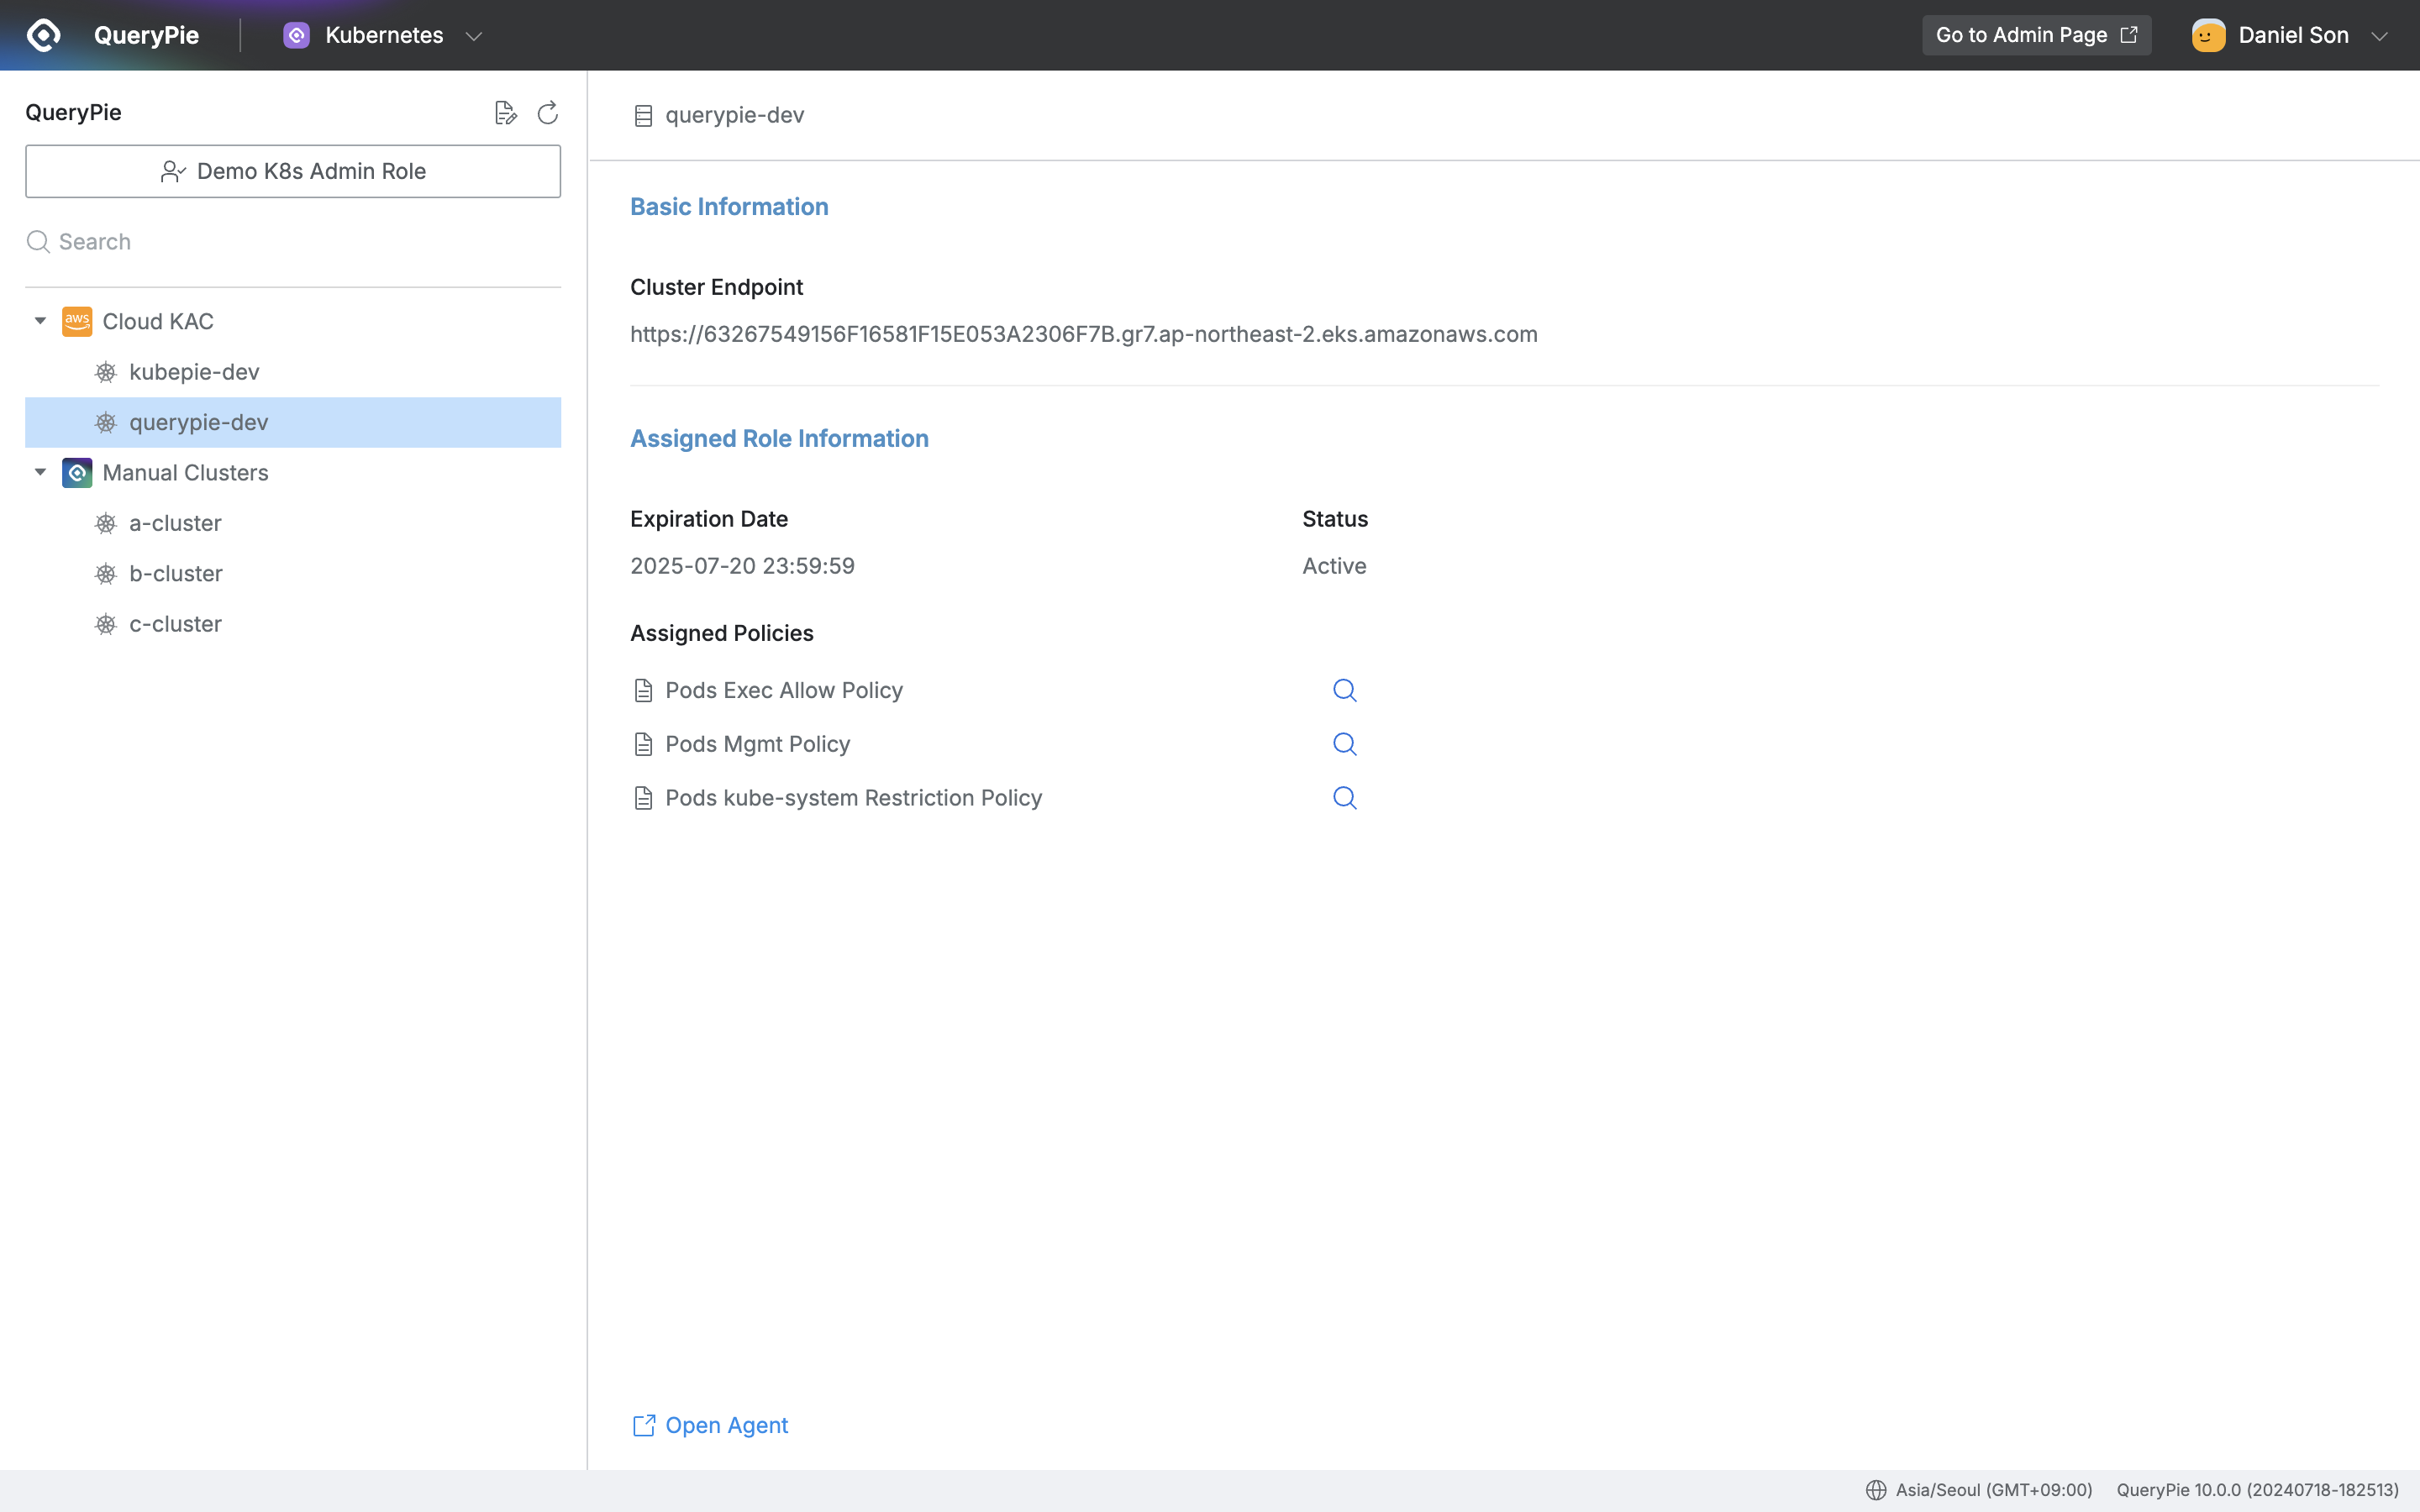 QueryPie
Kubernetes
Go to Admin Page
Daniel Son
QueryPie
Demo K8s Admin Role
Search
aws
Cloud KAC
kubepie-dev
querypie-dev
Manual Clusters
a-cluster
b-cluster
c-cluster
querypie-dev
Basic Information
Cluster Endpoint
https://63267549156F16581F15E053A2306F7B.gr7.ap-northeast-2.eks.amazonaws.com
Assigned Role Information
Expiration Date
Status
2025-07-20 23:59:59
Active
Assigned Policies
Pods Exec Allow Policy
Pods Mgmt Policy
Pods kube-system Restriction Policy
Open Agent
Asia/Seoul (GMT+09:00)
QueryPie 10.0.0 (20240718-182513)